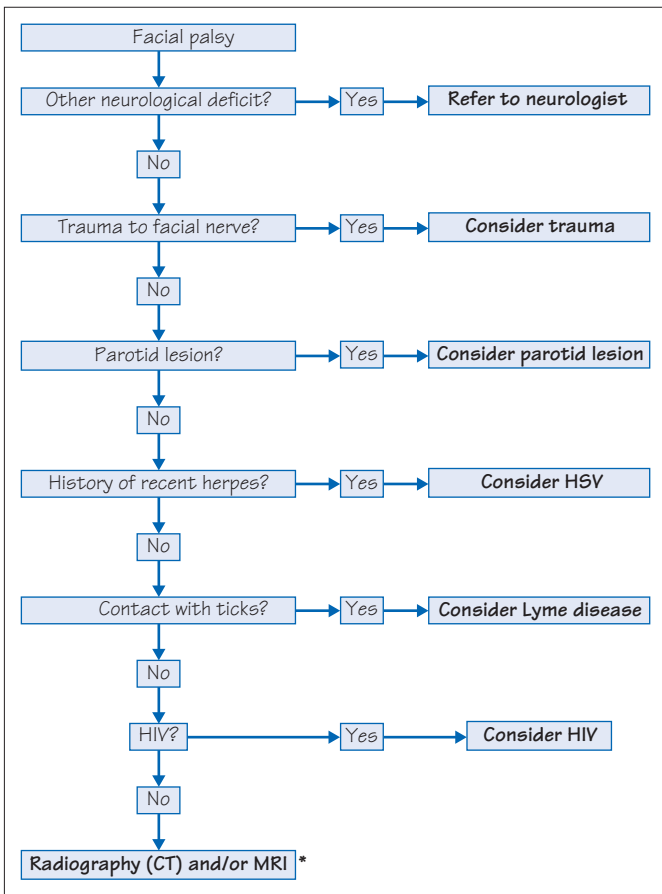 Facial palsy
Other neurological deficit? Yes Refer to neurologist
No
Trauma to facial nerve? Yes Consider trauma
No
Parotid lesion? Yes Consider parotid lesion
No
History of recent herpes? Yes Consider HSV
No
Contact with ticks? Yes Consider Lyme disease
No
HIV? Yes Consider HIV
No
Radiography (CT) and/or MRI *